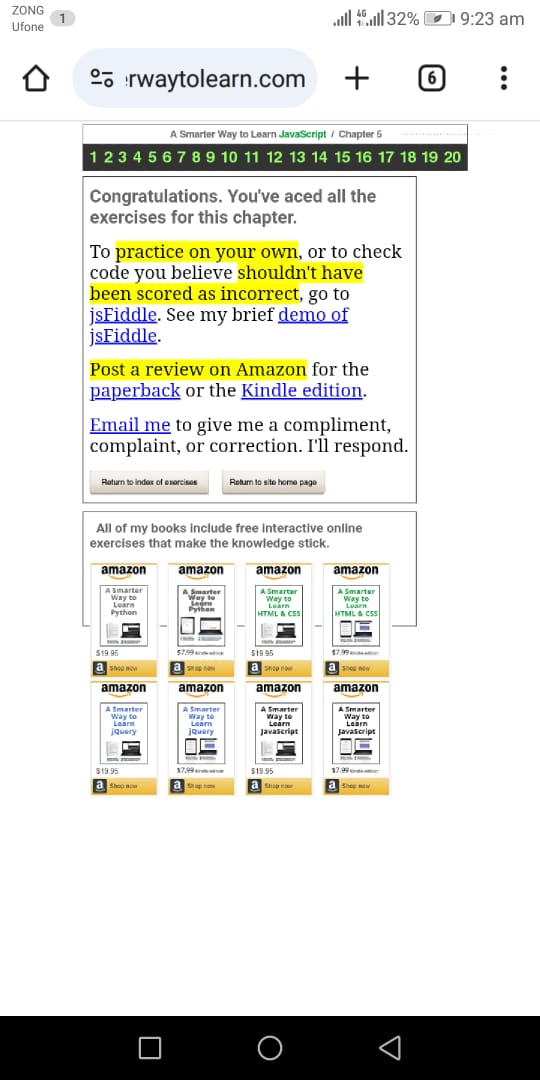 ZONG
Ufone
1
4G
32%
9:23 am
rwaytolearn.com
6
A Smarter Way to Learn JavaScript / Chapter 5
1 2 3 4 5 6 7 8 9 10 11 12 13 14 15 16 17 18 19 20
Congratulations. You've aced all the
exercises for this chapter.
To practice on your own, or to check
code you believe shouldn't have
been scored as incorrect, go to
jsFiddle. See my brief demo of
jsFiddle.
Post a review on Amazon for the
paperback or the Kindle edition.
Email me to give me a compliment,
complaint, or correction. I'll respond.
Return to index of exercises Return to site home page
All of my books include free interactive online
exercises that make the knowledge stick.
amazon amazon amazon amazon
A Smarter Way to Learn Python
A Smarter Way to Learn Python
A Smarter Way to Learn HTML & CSS
A Smarter Way to Learn HTML & CSS
$19.95 $7.99 Kindle edition $19.95 $7.99 Kindle edition
a Shop now a Shop now a Shop now a Shop now
amazon amazon amazon amazon
A Smarter Way to Learn jQuery
A Smarter Way to Learn jQuery
A Smarter Way to Learn JavaScript
A Smarter Way to Learn JavaScript
$19.95 $7.99 Kindle edition $19.95 $7.99 Kindle edition
a Shop now a Shop now a Shop now a Shop now